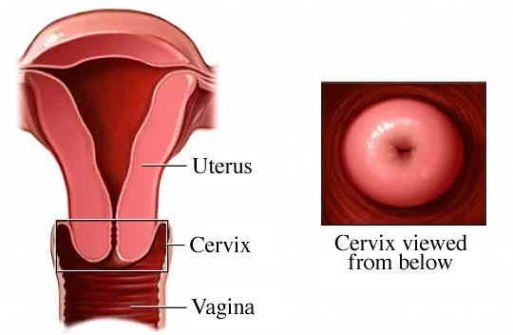 Uterus
Cervix
Vagina
Cervix viewed
from below